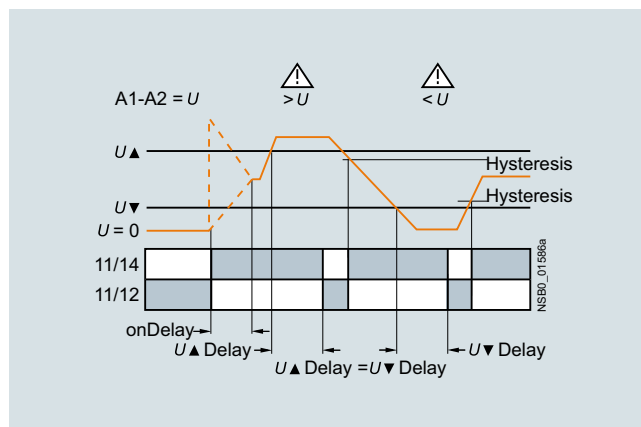 A1-A2 = U
> U
< U
U▲
Hysteresis
Hysteresis
U▼
U = 0
11/14
11/12
NSB0_01586a
onDelay
U▲Delay
U▼Delay
U▲Delay =U▼Delay